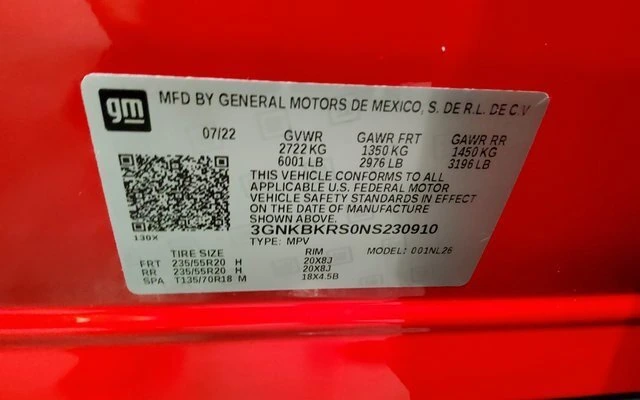 gm
MFD BY GENERAL MOTORS DE MEXICO, S. DE R.L. DE C.V
07/22 GVWR GAWR FRT GAWR RR
2722 KG 1350 KG 1450 KG
6001 LB 2976 LB 3196 LB
THIS VEHICLE CONFORMS TO ALL
APPLICABLE U.S. FEDERAL MOTOR
VEHICLE SAFETY STANDARDS IN EFFECT
ON THE DATE OF MANUFACTURE
SHOWN ABOVE.
3GNKBKRS0NS230910
130X
TYPE: MPV MODEL: 001NL26
TIRE SIZE RIM
FRT 235/55R20 H 20X8J
RR 235/55R20 H 20X8J
SPA T135/70R18 M 18X4.5B